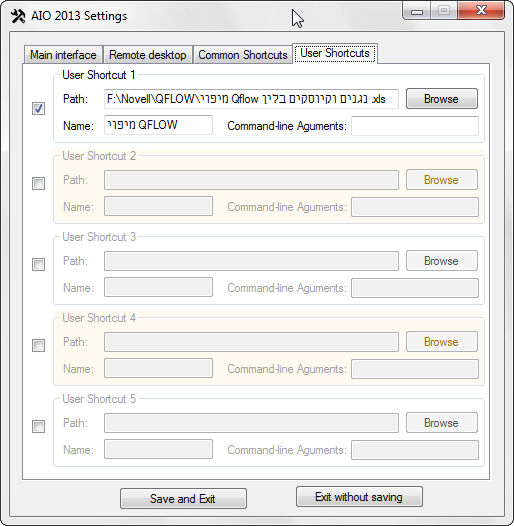 AIO 2013 Settings
Main interface
Remote desktop
Common Shortcuts
User Shortcuts
User Shortcut 1
Path: F:\Novell\QFLOW\מיפוי Qflow נגנים וקיוסקים בלין .xls Browse
Name: מיפוי QFLOW Command-line Aguments:
User Shortcut 2
Path: Browse
Name: Command-line Aguments:
User Shortcut 3
Path: Browse
Name: Command-line Aguments:
User Shortcut 4
Path: Browse
Name: Command-line Aguments:
User Shortcut 5
Path: Browse
Name: Command-line Aguments:
Save and Exit
Exit without saving